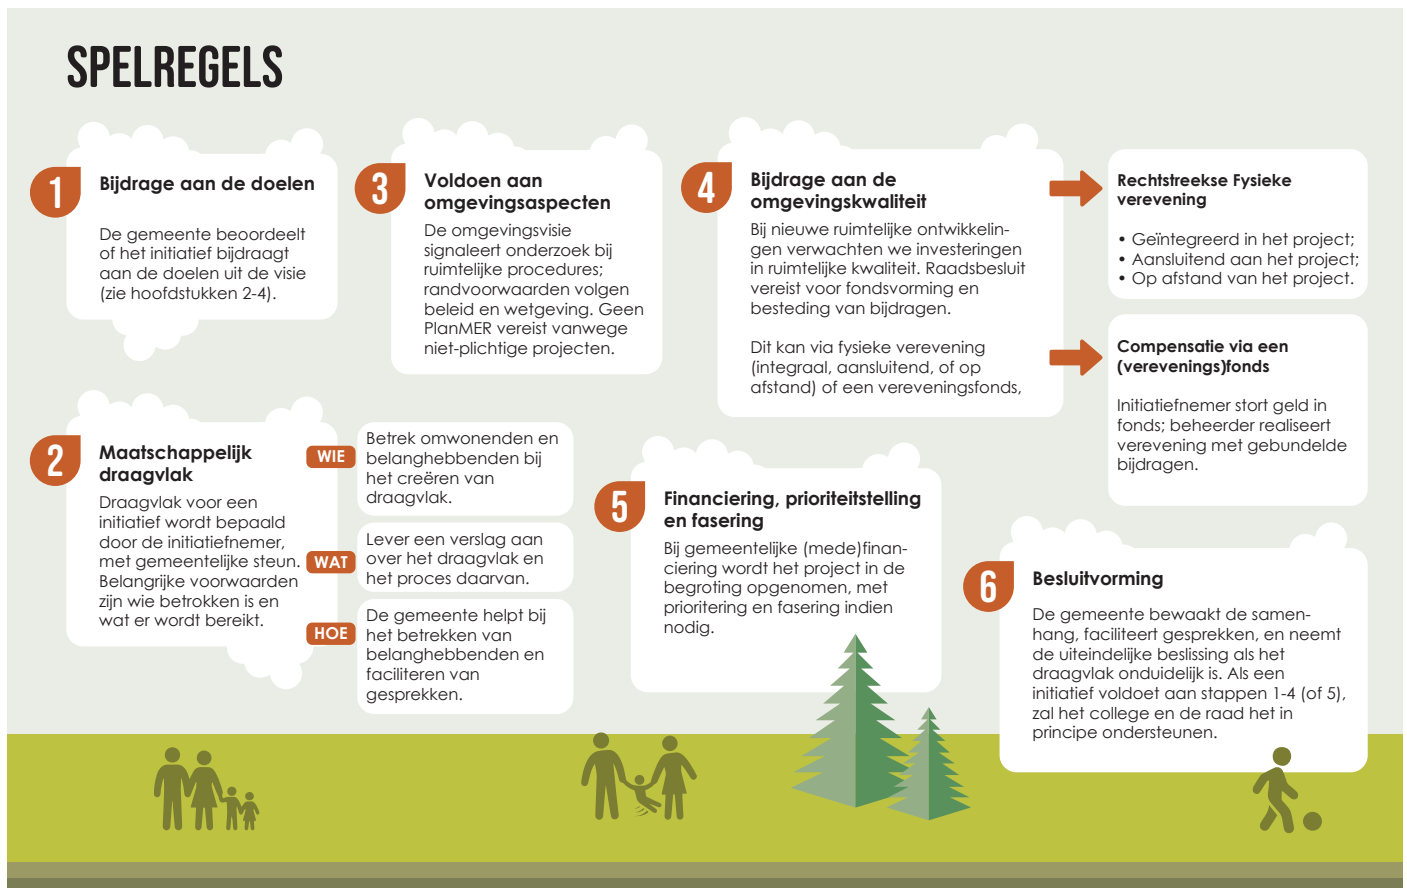 SPELREGELS
1
Bijdrage aan de doelen
De gemeente beoordeelt
of het initiatief bijdraagt
aan de doelen uit de visie
(zie hoofdstukken 2-4).
2
Maatschappelijk
draagvlak
Draagvlak voor een
initiatief wordt bepaald
door de initiatiefnemer,
met gemeentelijke steun.
Belangrijke voorwaarden
zijn wie betrokken is en
wat er wordt bereikt.
WIE
Betrek omwonenden en
belanghebbenden bij
het creëren van
draagvlak.
WAT
Lever een verslag aan
over het draagvlak en
het proces daarvan.
HOE
De gemeente helpt bij
het betrekken van
belanghebbenden en
faciliteren van
gesprekken.
3
Voldoen aan
omgevingsaspecten
De omgevingsvisie
signaleert onderzoek bij
ruimtelijke procedures;
randvoorwaarden volgen
beleid en wetgeving. Geen
PlanMER vereist vanwege
niet-plichtige projecten.
4
Bijdrage aan de
omgevingskwaliteit
Bij nieuwe ruimtelijke ontwikkelin-
gen verwachten we investeringen
in ruimtelijke kwaliteit. Raadsbesluit
vereist voor fondsvorming en
besteding van bijdragen.
Dit kan via fysieke verevening
(integraal, aansluitend, of op
afstand) of een vereveningsfonds,
Rechtstreekse Fysieke
verevening
• Geïntegreerd in het project;
• Aansluitend aan het project;
• Op afstand van het project.
Compensatie via een
(verevenings)fonds
Initiatiefnemer stort geld in
fonds; beheerder realiseert
verevening met gebundelde
bijdragen.
5
Financiering, prioriteitstelling
en fasering
Bij gemeentelijke (mede)finan-
ciering wordt het project in de
begroting opgenomen, met
prioritering en fasering indien
nodig.
6
Besluitvorming
De gemeente bewaakt de samen-
hang, faciliteert gesprekken, en neemt
de uiteindelijke beslissing als het
draagvlak onduidelijk is. Als een
initiatief voldoet aan stappen 1-4 (of 5),
zal het college en de raad het in
principe ondersteunen.